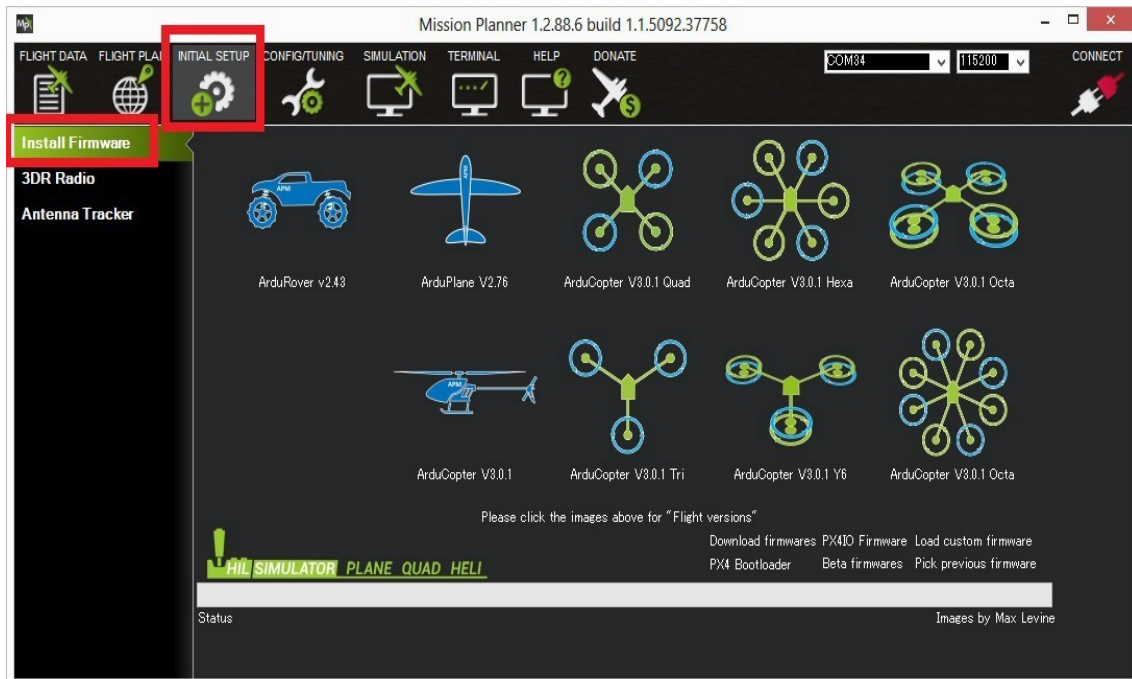 Mp
Mission Planner 1.2.88.6 build 1.1.5092.37758
FLIGHT DATA FLIGHT PLAN INITIAL SETUP CONFIG/TUNING SIMULATION TERMINAL HELP DONATE COM34 115200 CONNECT
Install Firmware
3DR Radio
Antenna Tracker
APM
APM
ArduRover v2.43 ArduPlane V2.76 ArduCopter V3.0.1 Quad ArduCopter V3.0.1 Hexa ArduCopter V3.0.1 Octa
APM
ArduCopter V3.0.1 ArduCopter V3.0.1 Tri ArduCopter V3.0.1 Y6 ArduCopter V3.0.1 Octa
Please click the images above for "Flight versions"
Download firmwares PX4IO Firmware Load custom firmware
HIL SIMULATOR PLANE QUAD HELI
PX4 Bootloader Beta firmwares Pick previous firmware
Status Images by Max Levine